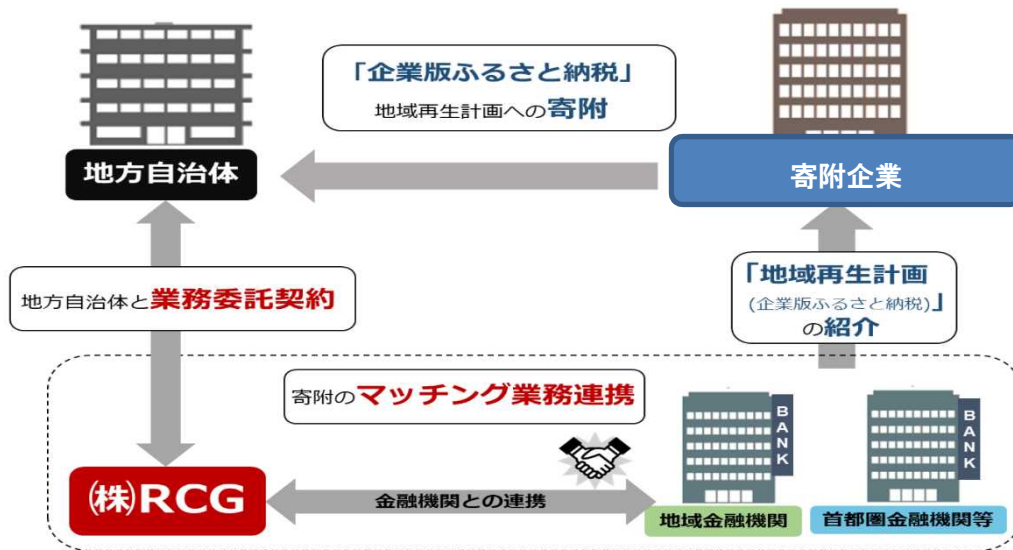 「企業版ふるさと納税」
地域再生計画への寄附
地方自治体
寄附企業
地方自治体と業務委託契約
「地域再生計画
(企業版ふるさと納税)」
の紹介
寄附のマッチング業務連携
BANK
BANK
㈱RCG
金融機関との連携
地域金融機関
首都圏金融機関等